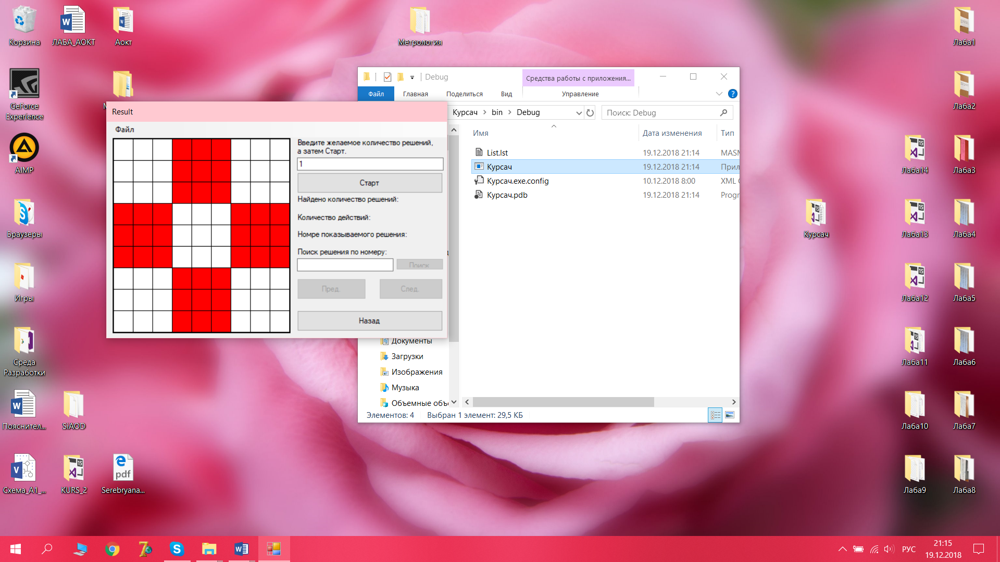 Корзина
ЛАБА_АОКТ
Аокт
Метрология
Лаба1
GeForce
Experience
Лаба2
AIMP
Лаба14
Лаба3
Браузеры
Курсач
Лаба13
Лаба4
Игры
Лаба12
Лаба5
Среда
Разработки
Лаба11
Лаба6
Пояснител...
SiAOD
Лаба10
Лаба7
Схема_А1_...
KURS_2
pdf
Serebryana...
Лаба9
Лаба8
Debug
Средства работы с приложения...
Файл
Главная
Поделиться
Вид
Управление
Курсач
bin
Debug
Поиск: Debug
Имя
Дата изменения
Тип
List.lst
19.12.2018 21:14
MASM
Курсач
19.12.2018 21:14
Прил
Курсач.exe.config
10.12.2018 8:00
XML C
Курсач.pdb
19.12.2018 21:14
Progr
Документы
Загрузки
Изображения
Музыка
Объемные объе
Элементов: 4
Выбран 1 элемент: 29,5 КБ
Result
Файл
Введите желаемое количество решений,
а затем Старт.
1
Старт
Найдено количество решений:
Количество действий:
Номре показываемого решения:
Поиск решения по номеру:
Поиск
Пред.
След.
Назад
РУС
21:15
19.12.2018